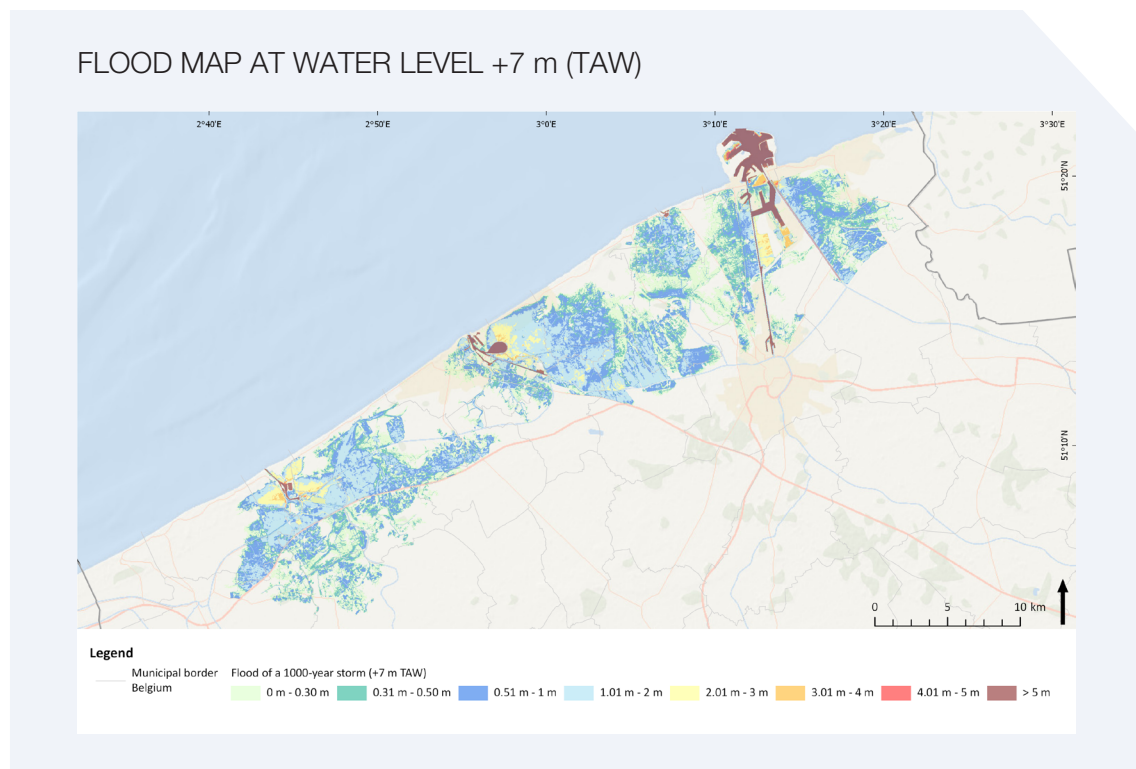 FLOOD MAP AT WATER LEVEL +7 m (TAW)
2°40'E 2°50'E 3°0'E 3°10'E 3°20'E 3°30'E
51°20'N
51°10'N
0 5 10 km
Legend
Municipal border
Belgium
Flood of a 1000-year storm (+7 m TAW)
0 m - 0.30 m 0.31 m - 0.50 m 0.51 m - 1 m 1.01 m - 2 m 2.01 m - 3 m 3.01 m - 4 m 4.01 m - 5 m > 5 m